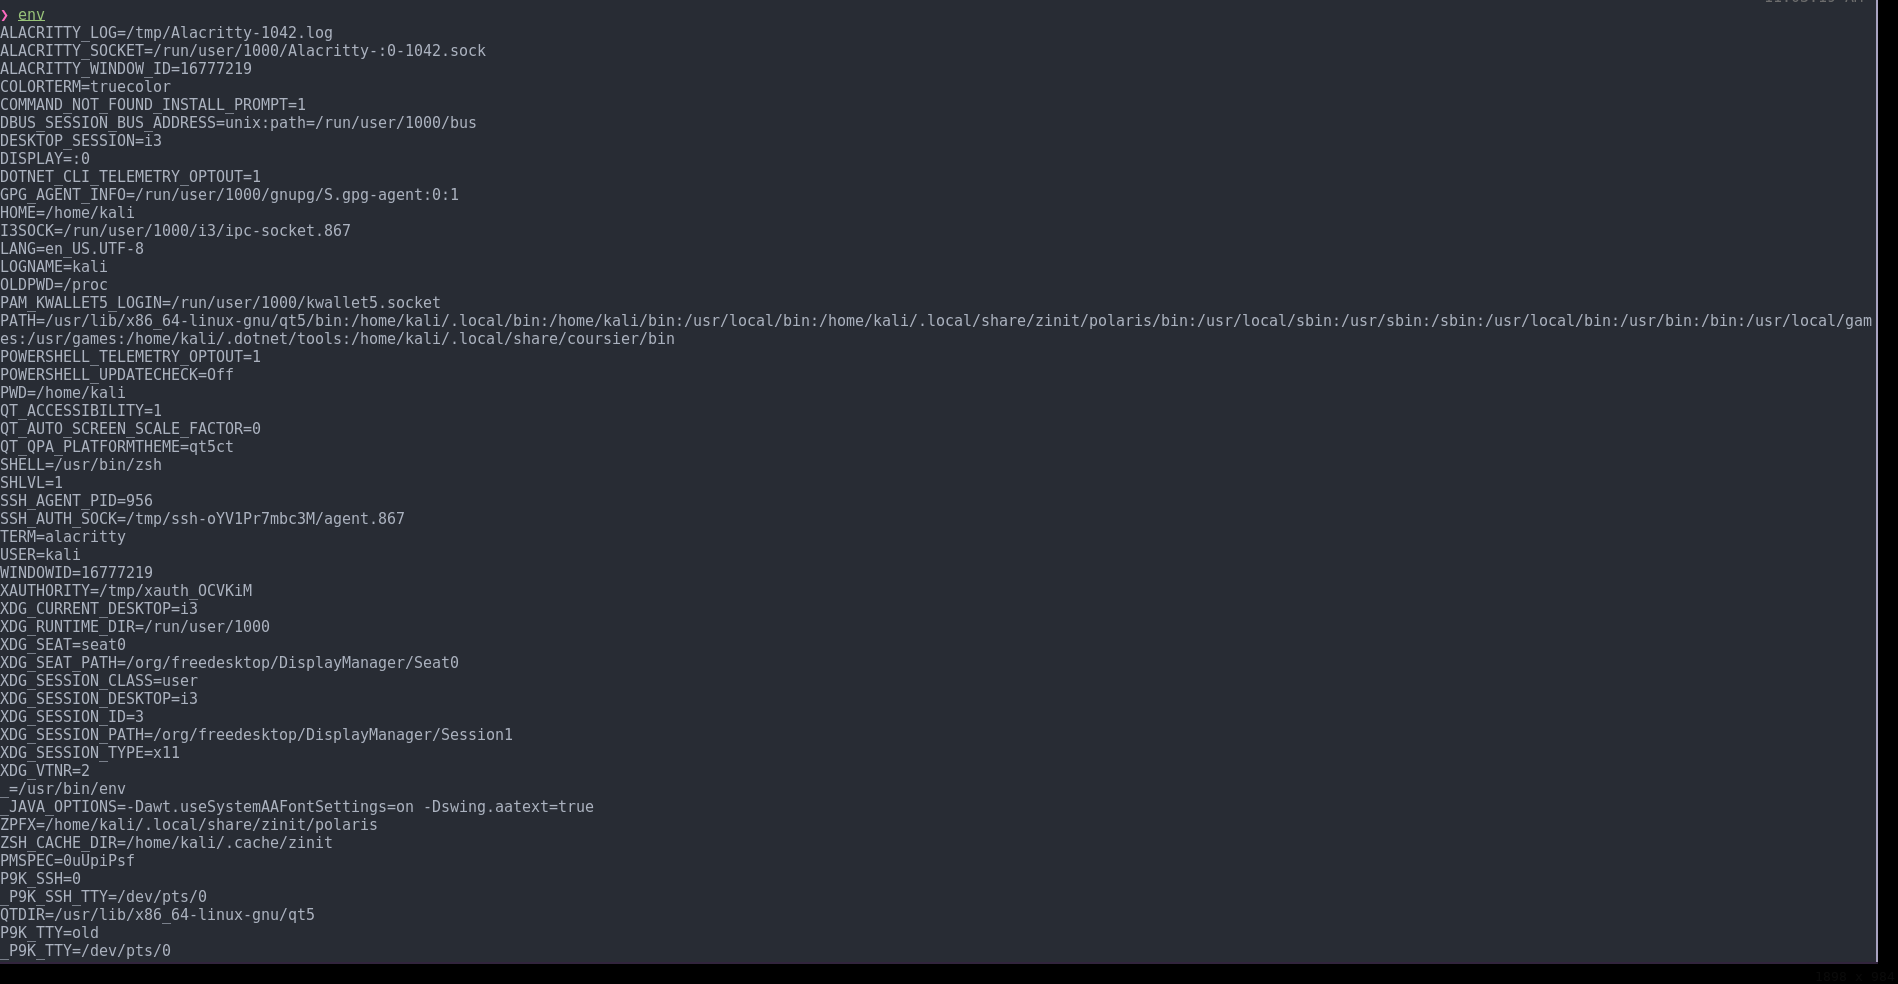 ❯ env
ALACRITTY_LOG=/tmp/Alacritty-1042.log
ALACRITTY_SOCKET=/run/user/1000/Alacritty-:0-1042.sock
ALACRITTY_WINDOW_ID=16777219
COLORTERM=truecolor
COMMAND_NOT_FOUND_INSTALL_PROMPT=1
DBUS_SESSION_BUS_ADDRESS=unix:path=/run/user/1000/bus
DESKTOP_SESSION=i3
DISPLAY=:0
DOTNET_CLI_TELEMETRY_OPTOUT=1
GPG_AGENT_INFO=/run/user/1000/gnupg/S.gpg-agent:0:1
HOME=/home/kali
I3SOCK=/run/user/1000/i3/ipc-socket.867
LANG=en_US.UTF-8
LOGNAME=kali
OLDPWD=/proc
PAM_KWALLET5_LOGIN=/run/user/1000/kwallet5.socket
PATH=/usr/lib/x86_64-linux-gnu/qt5/bin:/home/kali/.local/bin:/home/kali/bin:/usr/local/bin:/home/kali/.local/share/zinit/polaris/bin:/usr/local/sbin:/usr/sbin:/sbin:/usr/local/bin:/usr/bin:/bin:/usr/local/gam
es:/usr/games:/home/kali/.dotnet/tools:/home/kali/.local/share/coursier/bin
POWERSHELL_TELEMETRY_OPTOUT=1
POWERSHELL_UPDATECHECK=Off
PWD=/home/kali
QT_ACCESSIBILITY=1
QT_AUTO_SCREEN_SCALE_FACTOR=0
QT_QPA_PLATFORMTHEME=qt5ct
SHELL=/usr/bin/zsh
SHLVL=1
SSH_AGENT_PID=956
SSH_AUTH_SOCK=/tmp/ssh-oYV1Pr7mbc3M/agent.867
TERM=alacritty
USER=kali
WINDOWID=16777219
XAUTHORITY=/tmp/xauth_OCVKiM
XDG_CURRENT_DESKTOP=i3
XDG_RUNTIME_DIR=/run/user/1000
XDG_SEAT=seat0
XDG_SEAT_PATH=/org/freedesktop/DisplayManager/Seat0
XDG_SESSION_CLASS=user
XDG_SESSION_DESKTOP=i3
XDG_SESSION_ID=3
XDG_SESSION_PATH=/org/freedesktop/DisplayManager/Session1
XDG_SESSION_TYPE=x11
XDG_VTNR=2
_=/usr/bin/env
_JAVA_OPTIONS=-Dawt.useSystemAAFontSettings=on -Dswing.aatext=true
ZPFX=/home/kali/.local/share/zinit/polaris
ZSH_CACHE_DIR=/home/kali/.cache/zinit
PMSPEC=0uUpiPsf
P9K_SSH=0
_P9K_SSH_TTY=/dev/pts/0
QTDIR=/usr/lib/x86_64-linux-gnu/qt5
P9K_TTY=old
_P9K_TTY=/dev/pts/0